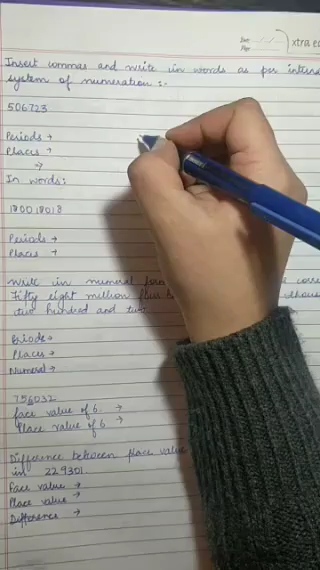 xtra
Insert commas and write in words as per
system of numeration :-
506723
Periods →
Places →
→
In words:
180018018
Periods →
Places →
Write in numeral
Fifty eight million
two hundred and two
Periods →
Places →
Numeral →
756032
face value of 6. →
Place value of 6 →
Difference between place value
in 229301.
Face value →
Place value →
Difference →